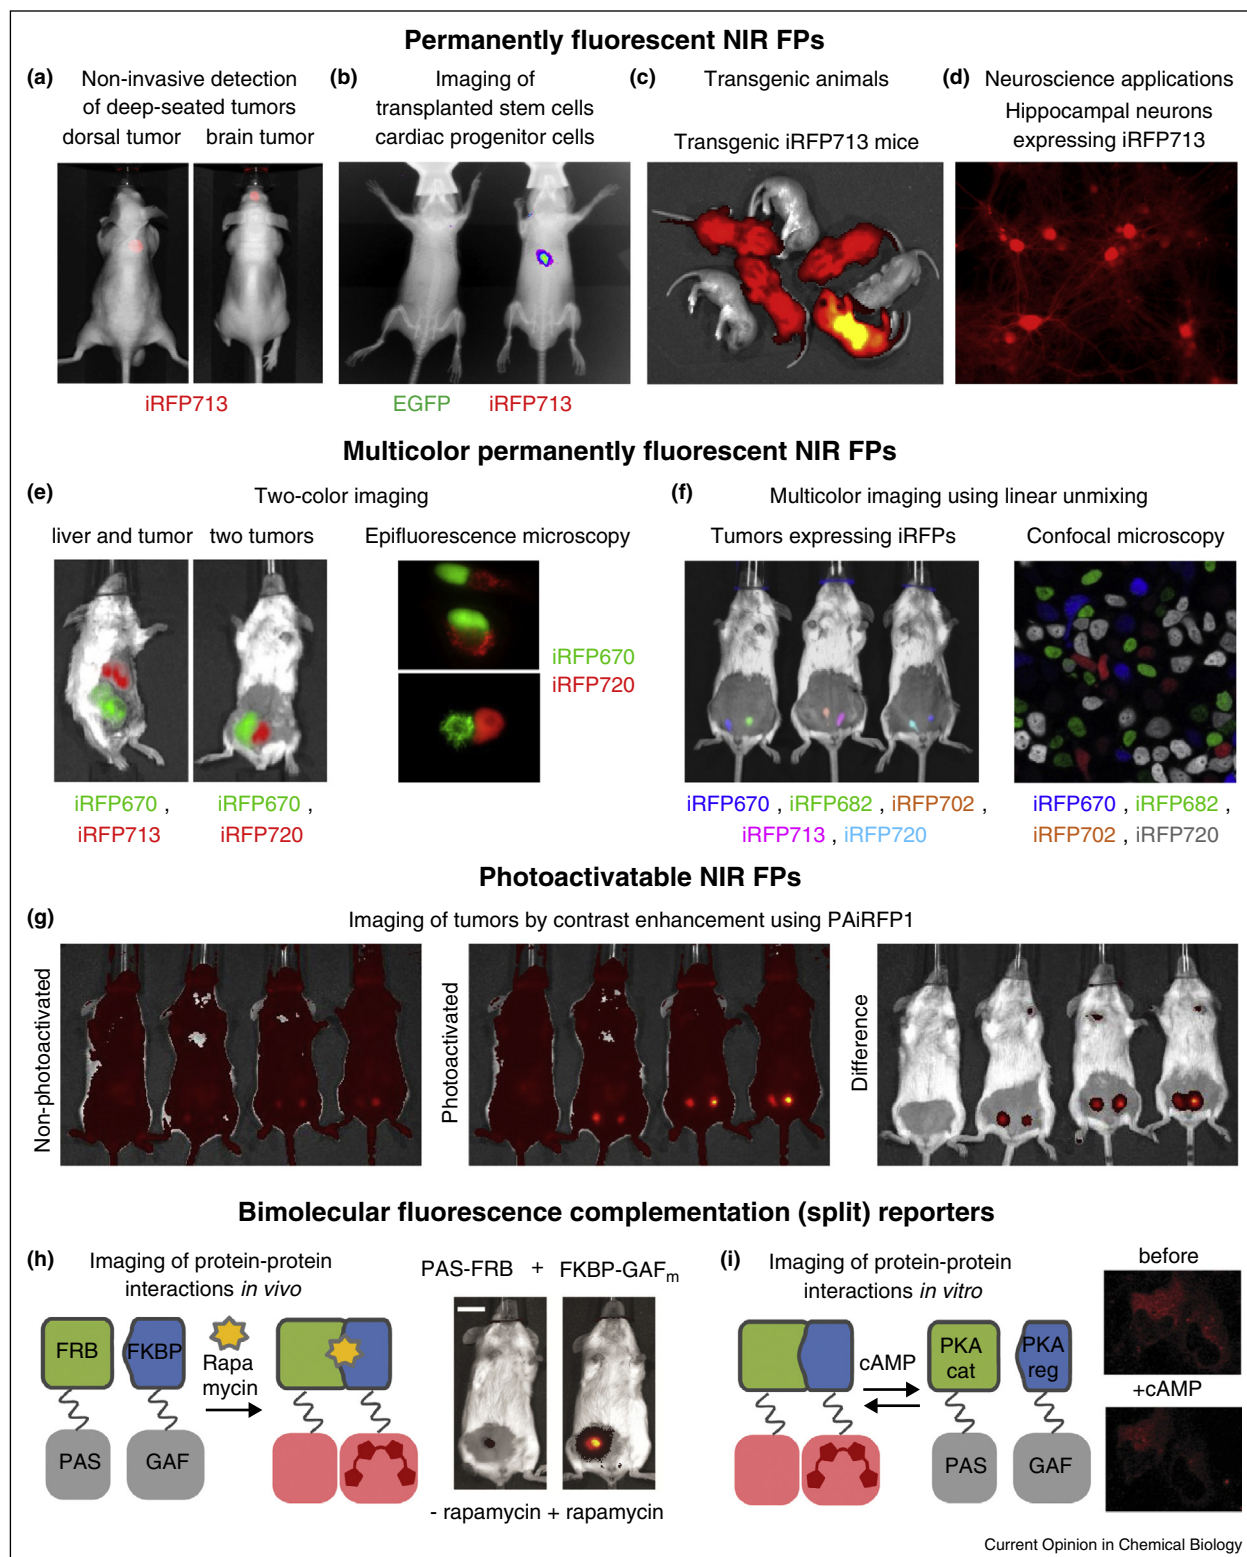 Permanently fluorescent NIR FPs
(a) Non-invasive detection
of deep-seated tumors
dorsal tumor brain tumor
iRFP713
(b) Imaging of
transplanted stem cells
cardiac progenitor cells
EGFP iRFP713
(c) Transgenic animals
Transgenic iRFP713 mice
(d) Neuroscience applications
Hippocampal neurons
expressing iRFP713
Multicolor permanently fluorescent NIR FPs
(e) Two-color imaging
liver and tumor two tumors Epifluorescence microscopy
iRFP670
iRFP720
iRFP670 ,
iRFP713
iRFP670 ,
iRFP720
(f) Multicolor imaging using linear unmixing
Tumors expressing iRFPs Confocal microscopy
iRFP670 , iRFP682 , iRFP702 ,
iRFP713 , iRFP720
iRFP670 , iRFP682 ,
iRFP702 , iRFP720
Photoactivatable NIR FPs
(g) Imaging of tumors by contrast enhancement using PAiRFP1
Non-photoactivated
Photoactivated
Difference
Bimolecular fluorescence complementation (split) reporters
(h) Imaging of protein-protein
interactions in vivo
FRB
FKBP
Rapa
mycin
PAS
GAF
PAS-FRB + FKBP-GAFm
- rapamycin + rapamycin
(i) Imaging of protein-protein
interactions in vitro
cAMP
PKA
cat
PKA
reg
PAS
GAF
before
+cAMP
Current Opinion in Chemical Biology